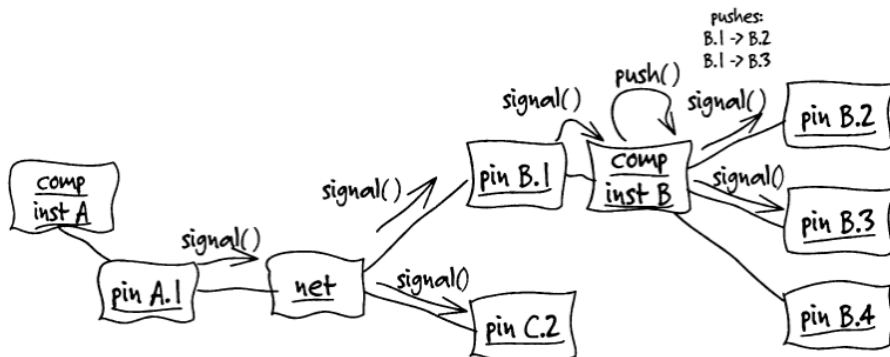 pushes:
B.1 -> B.2
B.1 -> B.3
push()
signal()
signal()
pin B.2
comp
inst B
pin B.1
signal()
signal()
comp
inst A
pin B.3
signal()
pin A.1
net
signal()
pin C.2
pin B.4